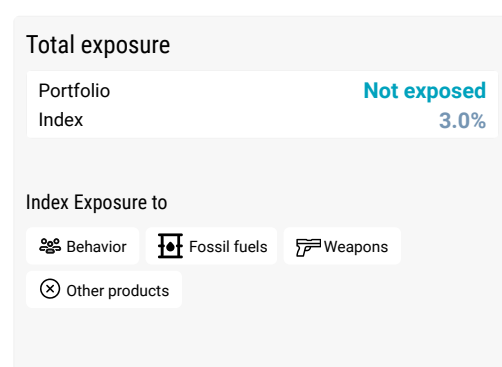 Total exposure
Portfolio Not exposed
Index 3.0%
Index Exposure to
Behavior Fossil fuels Weapons
Other products